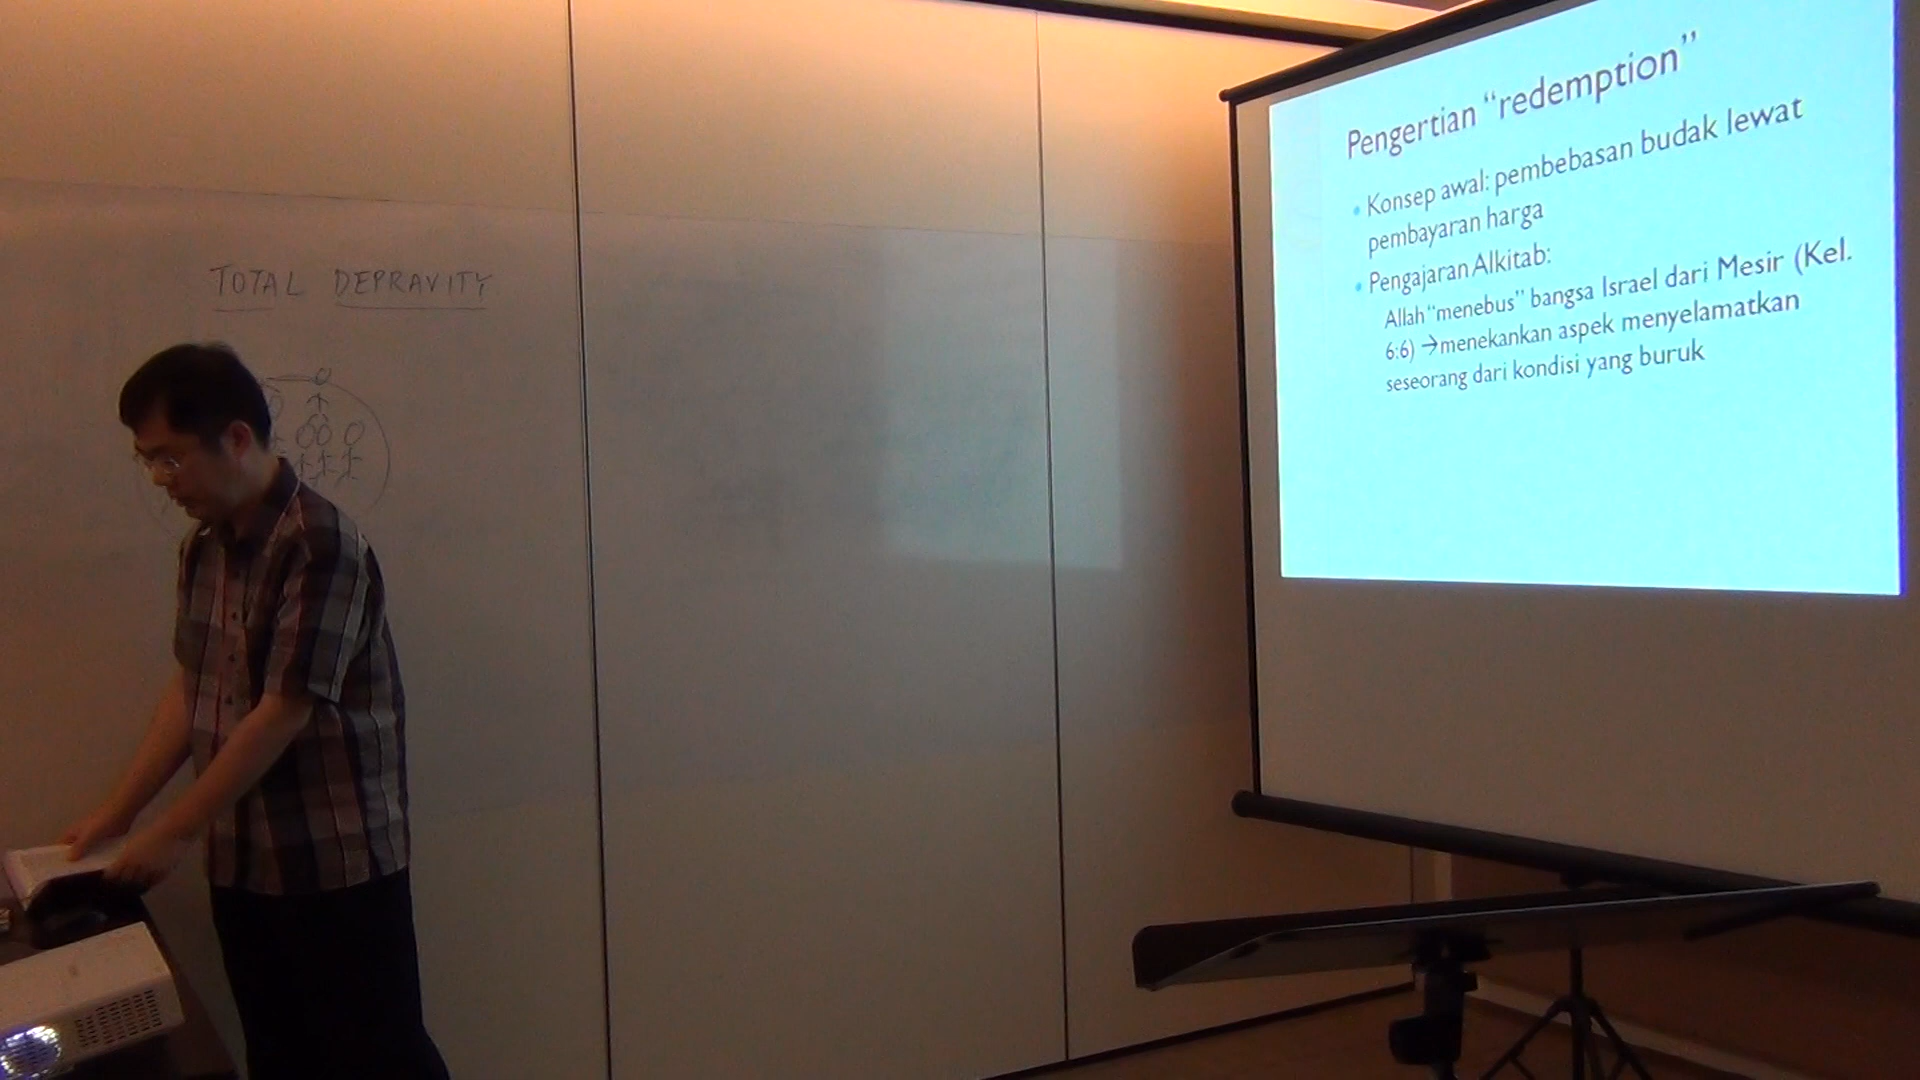 TOTAL DEPRAVITY
Pengertian “redemption”
• Konsep awal: pembebasan budak lewat
pembayaran harga
• Pengajaran Alkitab:
Allah “menebus” bangsa Israel dari Mesir (Kel.
6:6) →menekankan aspek menyelamatkan
seseorang dari kondisi yang buruk